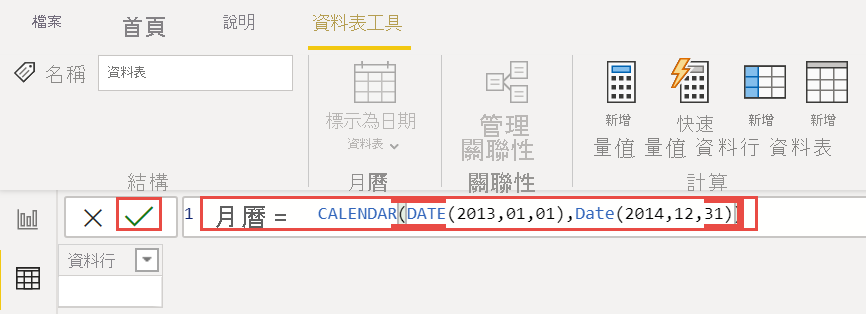 檔案 首頁 說明 資料表工具
名稱 資料表
標示為日期
資料表
管理
關聯性
新增
量值
快速
量值
新增
資料行
新增
資料表
結構 月曆 關聯性 計算
1 月曆 = CALENDAR(DATE(2013,01,01),Date(2014,12,31))
資料行